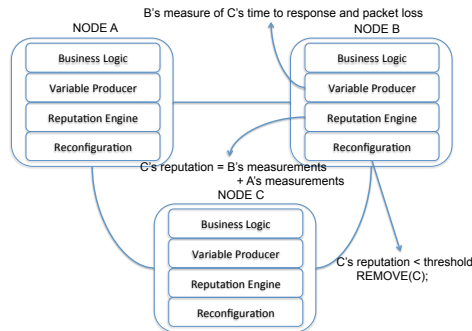 B's measure of C's time to response and packet loss
NODE A
NODE B
Business Logic
Variable Producer
Reputation Engine
Reconfiguration
Business Logic
Variable Producer
Reputation Engine
Reconfiguration
C's reputation = B's measurements
+ A's measurements
NODE C
Business Logic
Variable Producer
Reputation Engine
Reconfiguration
C's reputation < threshold
REMOVE(C);